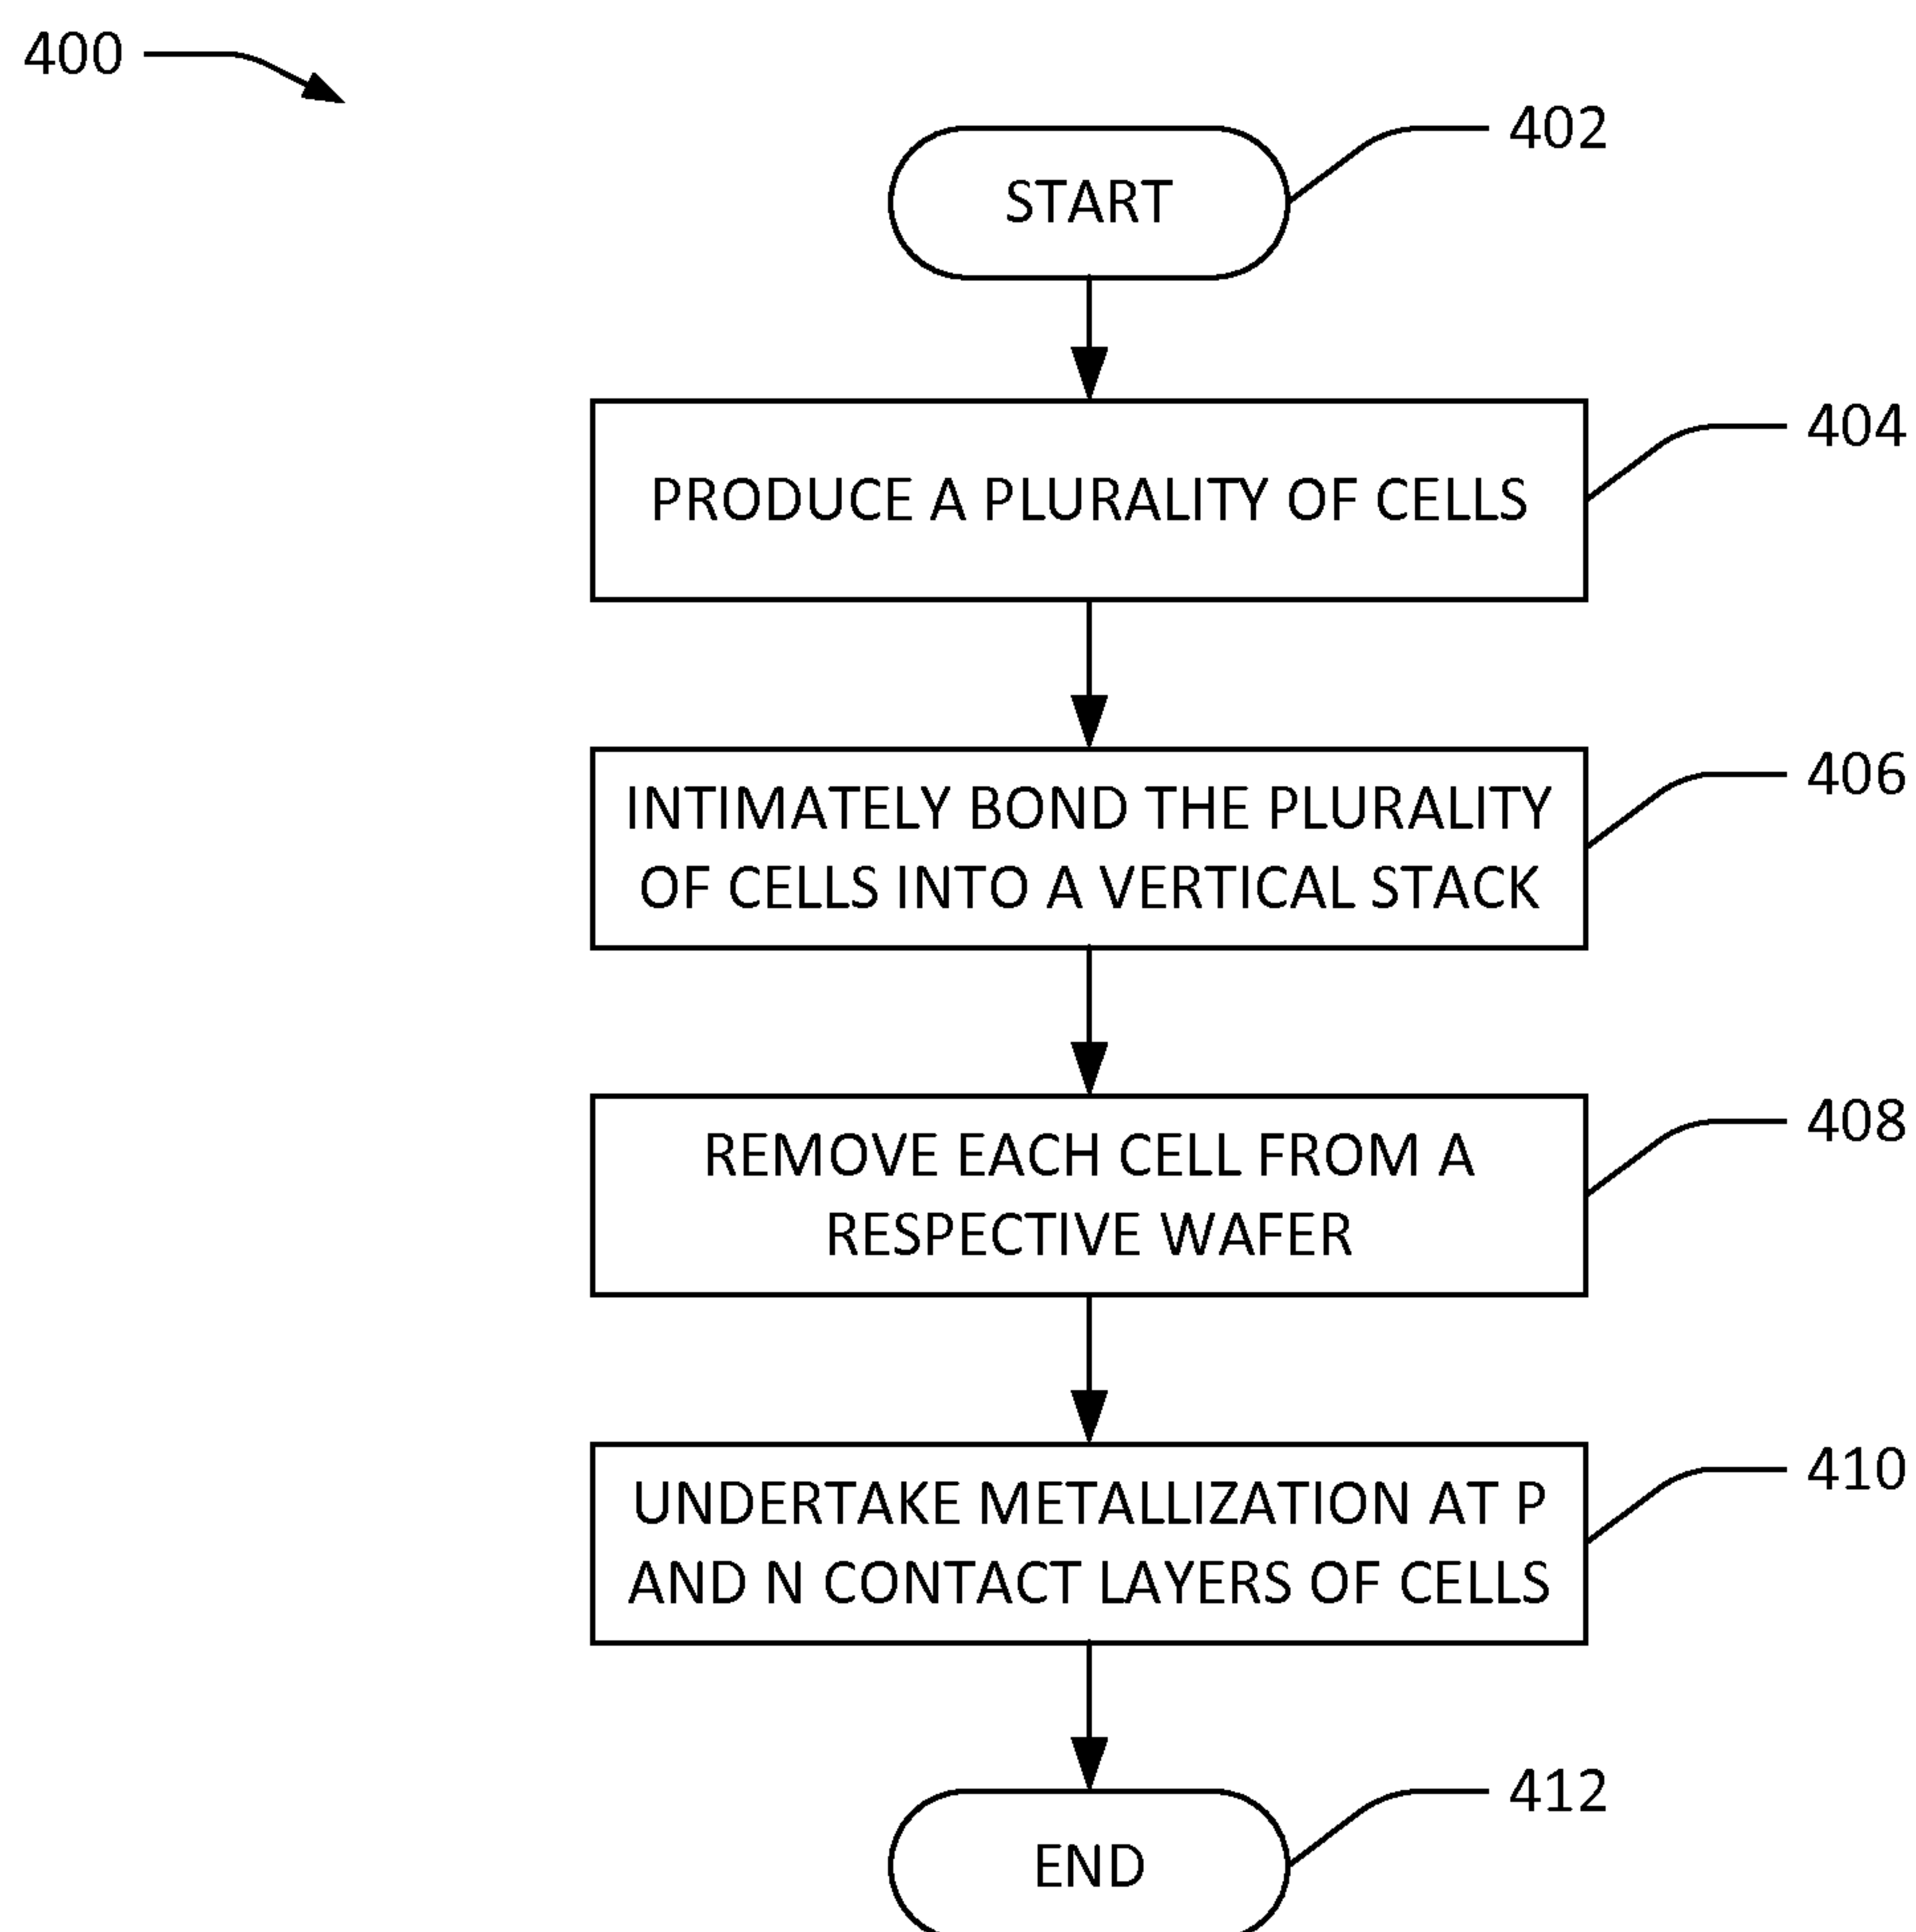 400
402
START
404
PRODUCE A PLURALITY OF CELLS
406
INTIMATELY BOND THE PLURALITY
OF CELLS INTO A VERTICAL STACK
408
REMOVE EACH CELL FROM A
RESPECTIVE WAFER
410
UNDERTAKE METALLIZATION AT P
AND N CONTACT LAYERS OF CELLS
412
END